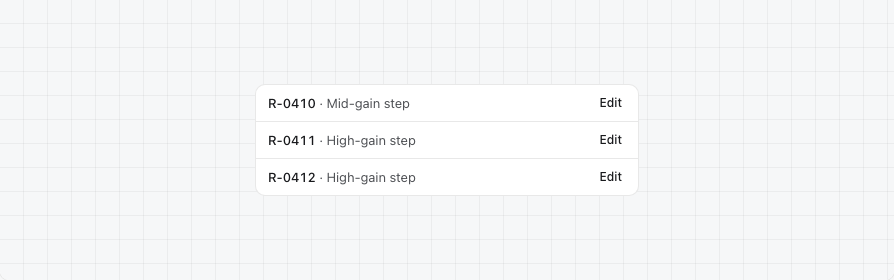 R-0410 · Mid-gain step Edit
R-0411 · High-gain step Edit
R-0412 · High-gain step Edit